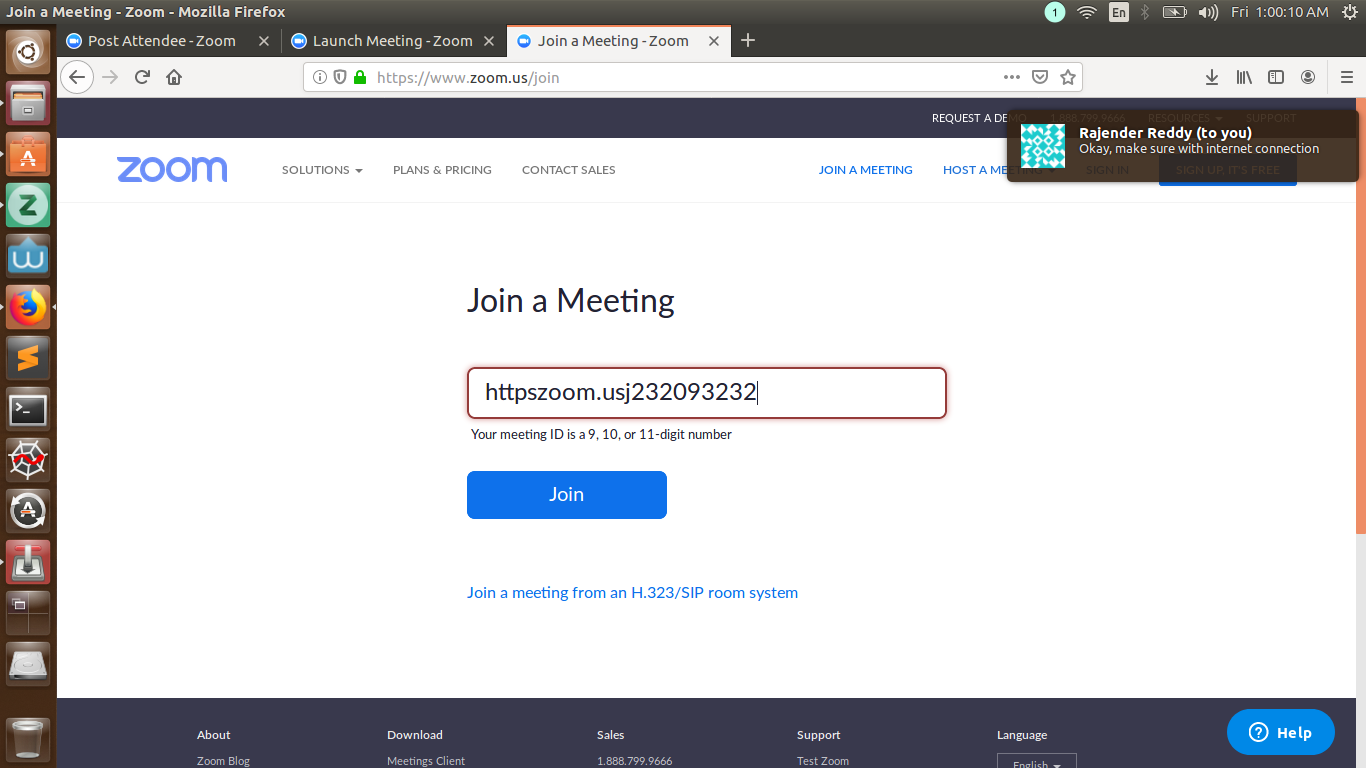 Join a Meeting - Zoom - Mozilla Firefox
1 En Fri 1:00:10 AM
Post Attendee - Zoom Launch Meeting - Zoom Join a Meeting - Zoom
https://www.zoom.us/join
REQUEST A DEMO 1.888.799.9666 RESOURCES SUPPORT
Rajender Reddy (to you)
Okay, make sure with internet connection
zoom SOLUTIONS PLANS & PRICING CONTACT SALES JOIN A MEETING HOST A MEETING SIGN IN SIGN UP, IT'S FREE
Join a Meeting
httpszoom.usj232093232
Your meeting ID is a 9, 10, or 11-digit number
Join
Join a meeting from an H.323/SIP room system
About Download Sales Support Language
Zoom Blog Meetings Client 1.888.799.9666 Test Zoom English
Help